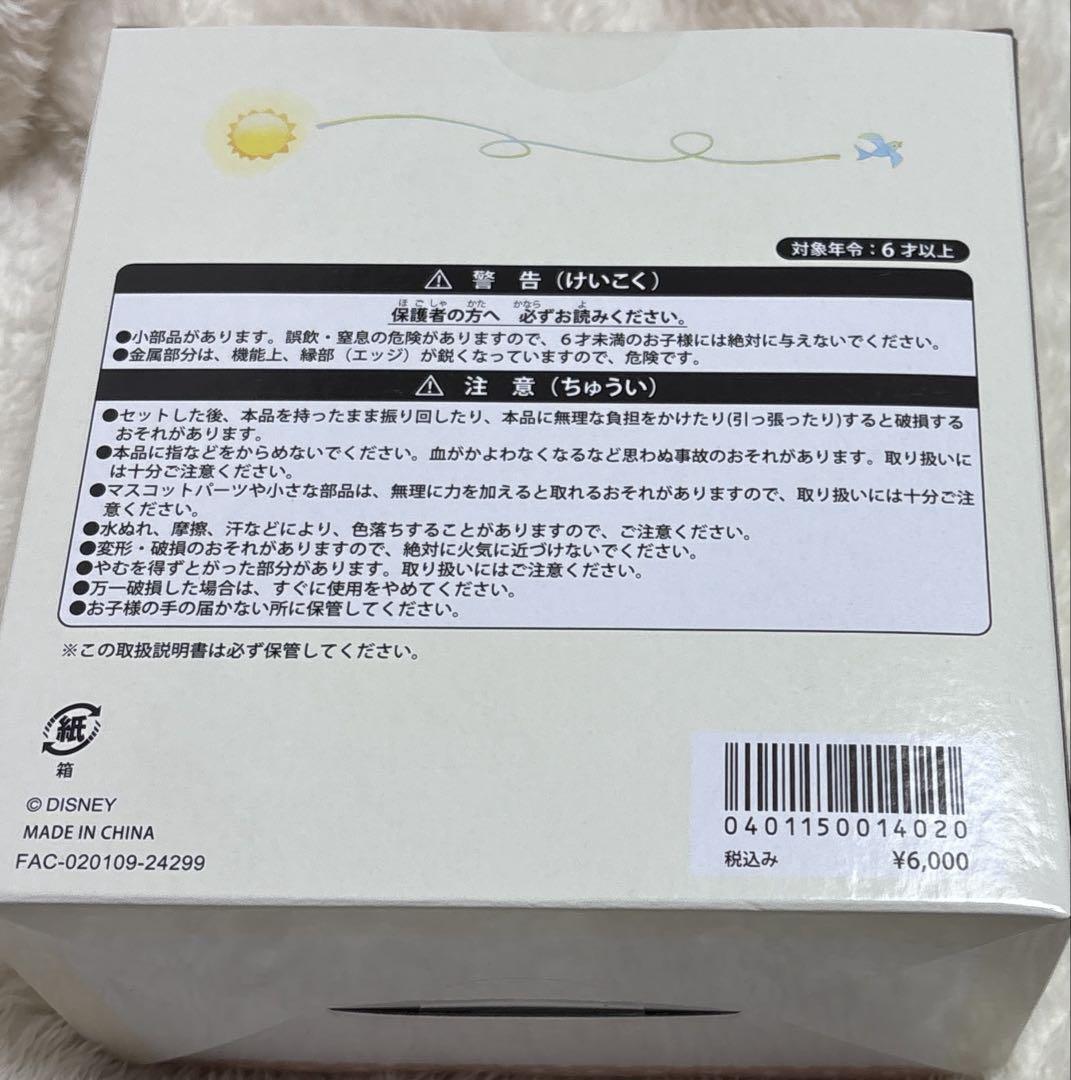 対象年令：6才以上
⚠ 警 告（けいこく）
保護者の方へ 必ずお読みください。
●小部品があります。誤飲・窒息の危険がありますので、６才未満のお子様には絶対に与えないでください。
●金属部分は、機能上、縁部（エッジ）が鋭くなっていますので、危険です。
⚠ 注 意（ちゅうい）
●セットした後、本品を持ったまま振り回したり、本品に無理な負担をかけたり(引っ張ったり)すると破損する
おそれがあります。
●本品に指などをからめないでください。血がかよわなくなるなど思わぬ事故のおそれがあります。取り扱いに
は十分ご注意ください。
●マスコットパーツや小さな部品は、無理に力を加えると取れるおそれがありますので、取り扱いには十分ご注
意ください。
●水ぬれ、摩擦、汗などにより、色落ちすることがありますので、ご注意ください。
●変形・破損のおそれがありますので、絶対に火気に近づけないでください。
●やむを得ずとがった部分があります。取り扱いにはご注意ください。
●万一破損した場合は、すぐに使用をやめてください。
●お子様の手の届かない所に保管してください。
※この取扱説明書は必ず保管してください。
紙
箱
© DISNEY
MADE IN CHINA
FAC-020109-24299
0401150014020
税込み ¥6,000